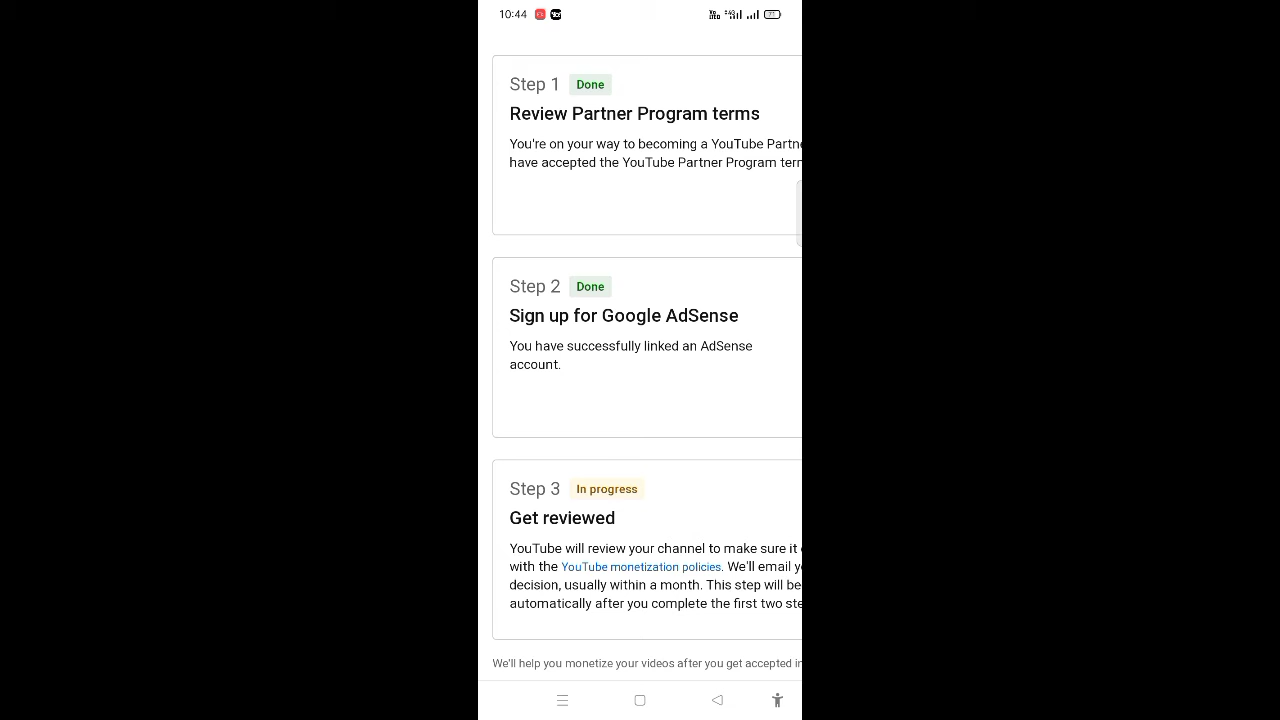 10:44
Step 1 Done
Review Partner Program terms
You're on your way to becoming a YouTube
have accepted the YouTube Partner Program
Step 2 Done
Sign up for Google AdSense
You have successfully linked an AdSense
account.
Step 3 In progress
Get reviewed
YouTube will review your channel to make sure it
with the YouTube monetization policies. We'll email
decision, usually within a month. This step will be
automatically after you complete the first two
We'll help you monetize your videos after you get accepted